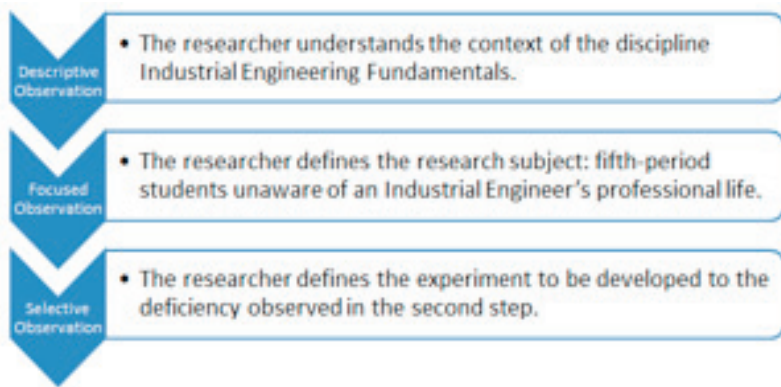 Descriptive
Observation
• The researcher understands the context of the discipline
Industrial Engineering Fundamentals.
Focused
Observation
• The researcher defines the research subject: fifth-period
students unaware of an Industrial Engineer's professional life.
Selective
Observation
• The researcher defines the experiment to be developed to the
deficiency observed in the second step.